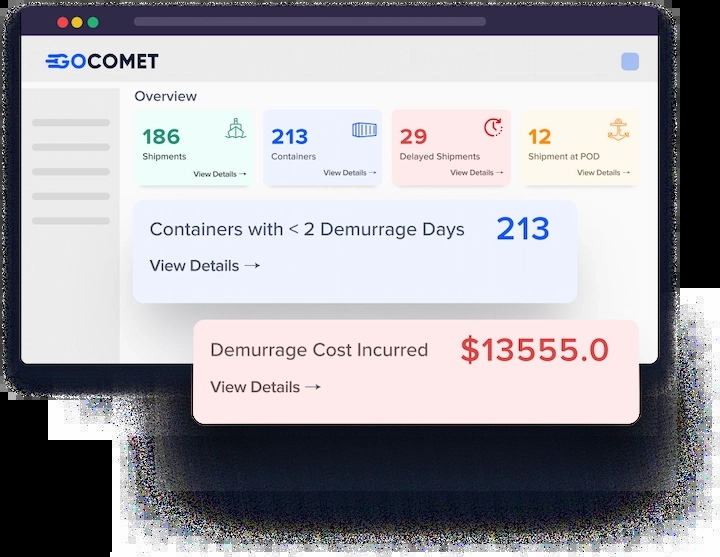 GOCOMET
Overview
186
Shipments
View Details →
213
Containers
View Details →
29
Delayed Shipments
View Details →
12
Shipment at POD
View Details →
Containers with < 2 Demurrage Days 213
View Details →
Demurrage Cost Incurred $13555.0
View Details →